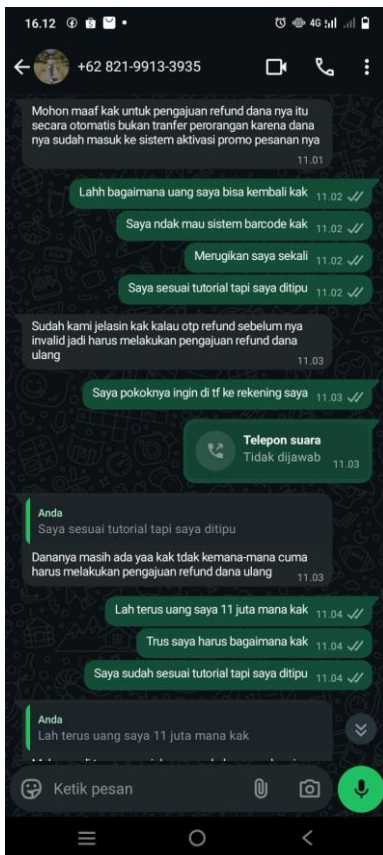 16.12
4G
+62 821-9913-3935
Mohon maaf kak untuk pengajuan refund dana nya itu
secara otomatis bukan tranfer perorangan karena dana
nya sudah masuk ke sistem aktivasi promo pesanan nya
11.01
Lahh bagaimana uang saya bisa kembali kak 11.02
Saya ndak mau sistem barcode kak 11.02
Merugikan saya sekali 11.02
Saya sesuai tutorial tapi saya ditipu 11.02
Sudah kami jelasin kak kalau otp refund sebelum nya
invalid jadi harus melakukan pengajuan refund dana
ulang
11.03
Saya pokoknya ingin di tf ke rekening saya 11.03
Telepon suara
Tidak dijawab 11.03
Anda
Saya sesuai tutorial tapi saya ditipu
Dananya masih ada yaa kak tdak kemana-mana cuma
harus melakukan pengajuan refund dana ulang 11.03
Lah terus uang saya 11 juta mana kak 11.04
Trus saya harus bagaimana kak 11.04
Saya sudah sesuai tutorial tapi saya ditipu 11.04
Anda
Lah terus uang saya 11 juta mana kak
Ketik pesan